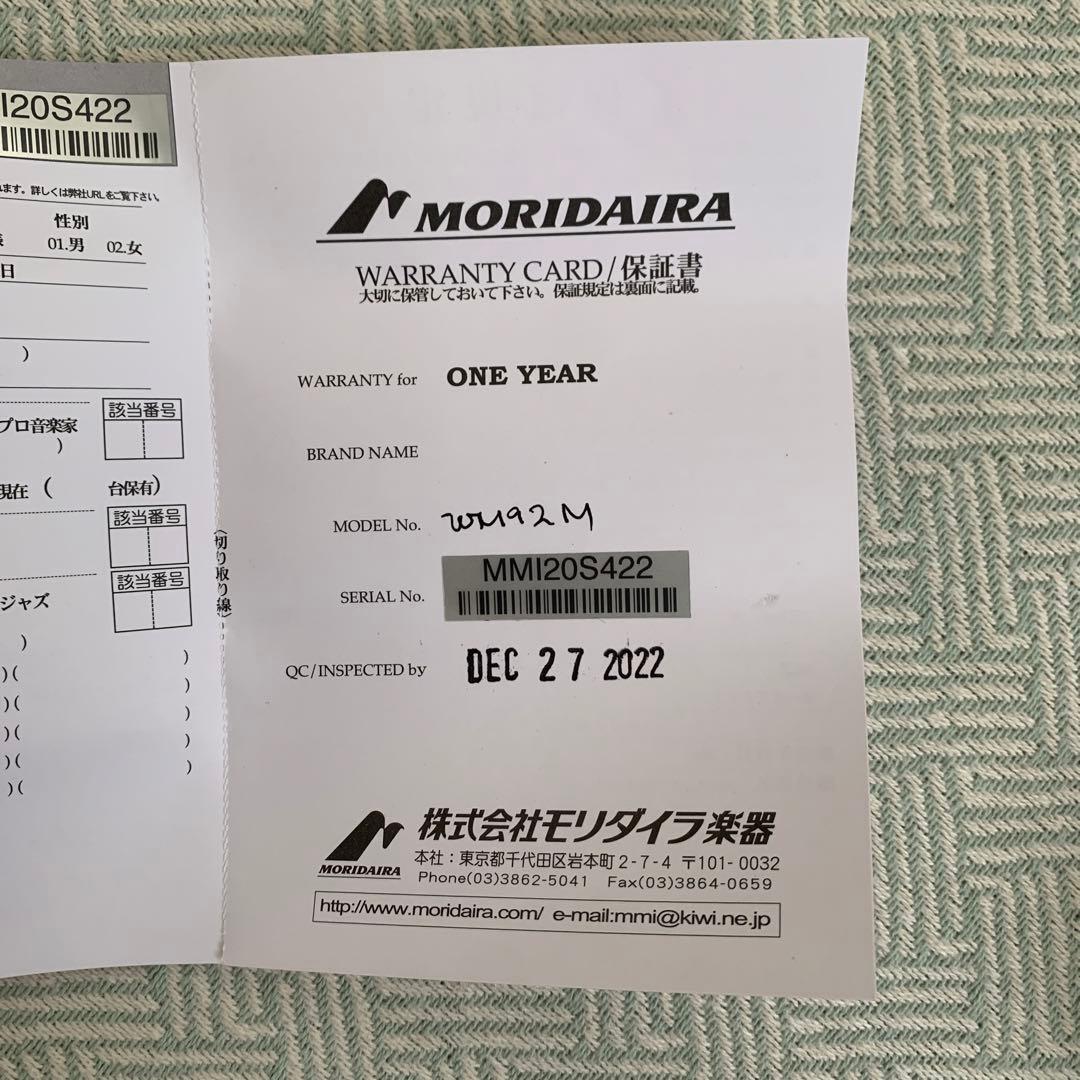 I20S422
れます。詳しくは弊社URLをご覧下さい。
性別
01.男 02.女
日
)
該当番号
プロ音楽家
)
現在 ( 台保有)
該当番号
該当番号
ジャズ
)
)( )
)( )
)( )
)( )
)( )
(切り取り線)
MORIDAIRA
WARRANTY CARD/保証書
大切に保管しておいて下さい。保証規定は裏面に記載。
WARRANTY for ONE YEAR
BRAND NAME
MODEL No. WM92M
MMI20S422
SERIAL No.
QC/INSPECTED by DEC 27 2022
MORIDAIRA
株式会社モリダイラ楽器
本社：東京都千代田区岩本町2-7-4 〒101-0032
Phone(03)3862-5041 Fax(03)3864-0659
http://www.moridaira.com/ e-mail:mmi@kiwi.ne.jp